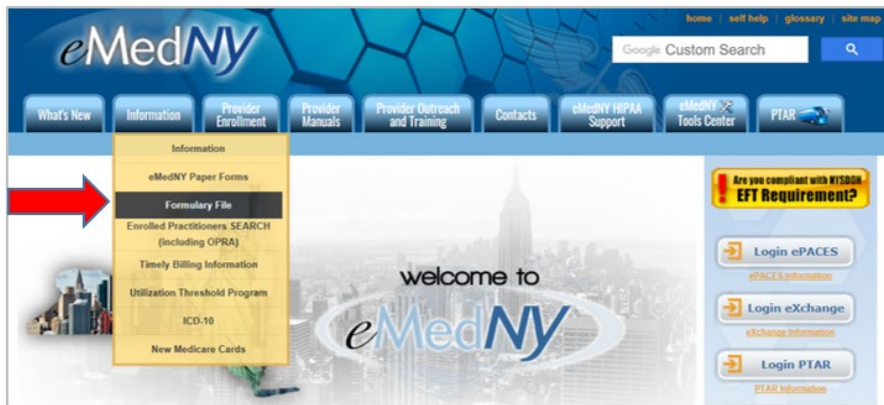 home | self help | glossary | site map
eMedNY
Google Custom Search
What's New
Information
Provider
Enrollment
Provider
Manuals
Provider Outreach
and Training
Contacts
eMedNY HIPAA
Support
eMedNY
Tools Center
PTAR
Information
eMedNY Paper Forms
Formulary File
Enrolled Practitioners SEARCH
(including OPRA)
Timely Billing Information
Utilization Threshold Program
ICD-10
New Medicare Cards
welcome to
eMedNY
Are you compliant with NYSDOH
EFT Requirement?
Login ePACES
ePACES Information
Login eXchange
eXchange Information
Login PTAR
PTAR Information